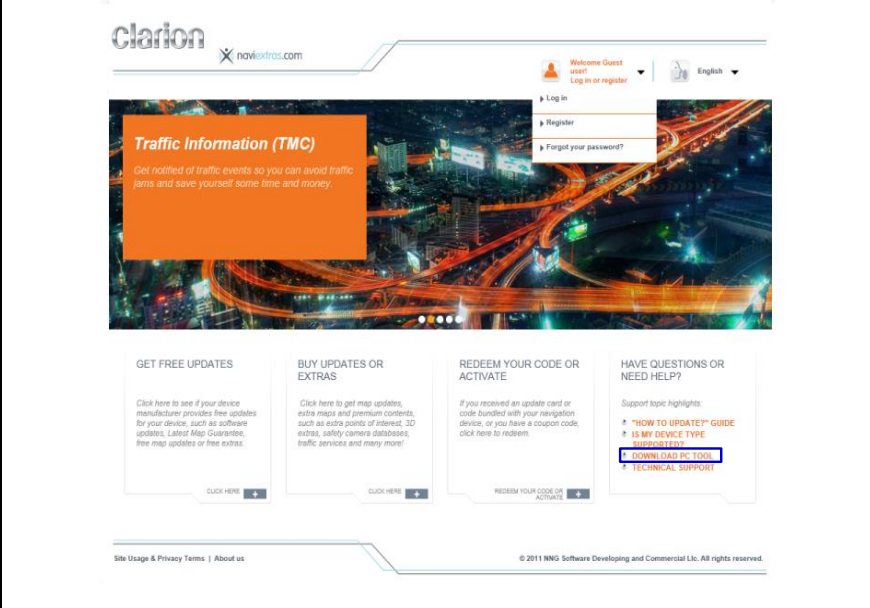 clarion
naviextras.com
Welcome Guest
user!
Log in or register
English
Log in
Register
Forgot your password?
Traffic Information (TMC)
Get notified of traffic events so you can avoid traffic
jams and save yourself some time and money.
GET FREE UPDATES
Click here to see if your device
manufacturer provides free updates
for your device, such as software
updates, Latest Map Guarantee,
free map updates or free extras.
CLICK HERE
BUY UPDATES OR
EXTRAS
Click here to get map updates,
extra maps and premium contents,
such as extra points of interest, 3D
extras, safety camera databases,
traffic services and many more!
CLICK HERE
REDEEM YOUR CODE OR
ACTIVATE
If you received an update card or
code bundled with your navigation
device, or you have a coupon code,
click here to redeem.
REDEEM YOUR CODE OR
ACTIVATE
HAVE QUESTIONS OR
NEED HELP?
Support topic highlights:
"HOW TO UPDATE?" GUIDE
IS MY DEVICE TYPE
SUPPORTED?
DOWNLOAD PC TOOL
TECHNICAL SUPPORT
Site Usage & Privacy Terms | About us
© 2011 NNG Software Developing and Commercial Llc. All rights reserved.